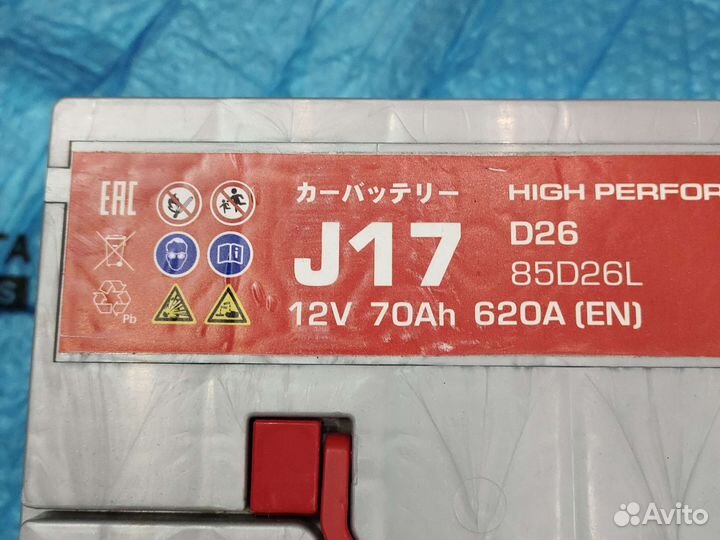 EAC
カーバッテリー
HIGH PERFOR
J17
D26
85D26L
12V 70Ah 620A (EN)
Pb
TA
S
Avito